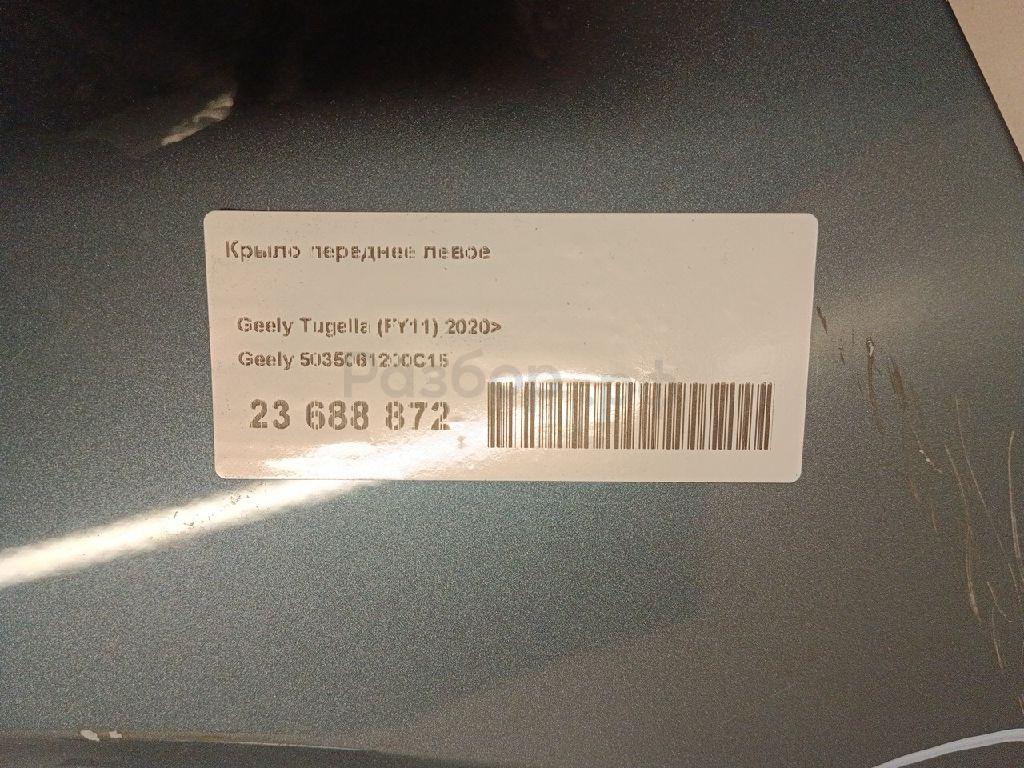 Крыло переднее левое
Geely Tugella (FY11) 2020>
Geely 5035061200C15
23 688 872